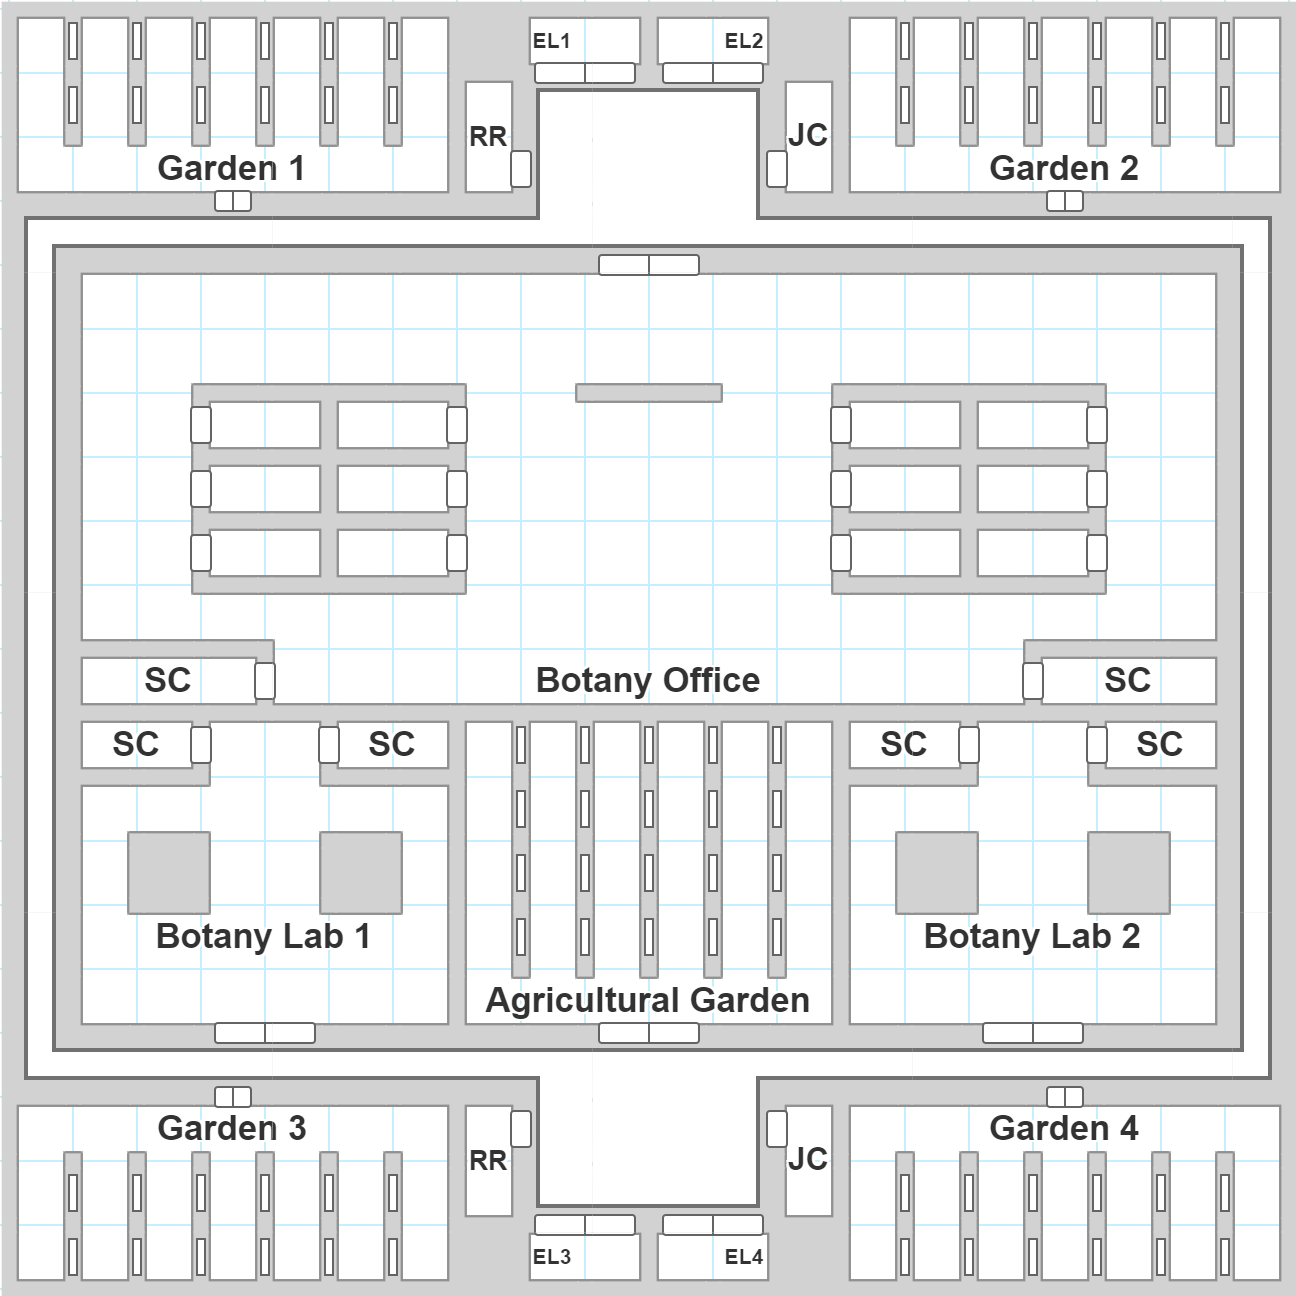 EL1
EL2
RR
JC
Garden 1
Garden 2
SC
Botany Office
SC
SC
SC
SC
SC
Botany Lab 1
Botany Lab 2
Agricultural Garden
Garden 3
Garden 4
RR
JC
EL3
EL4